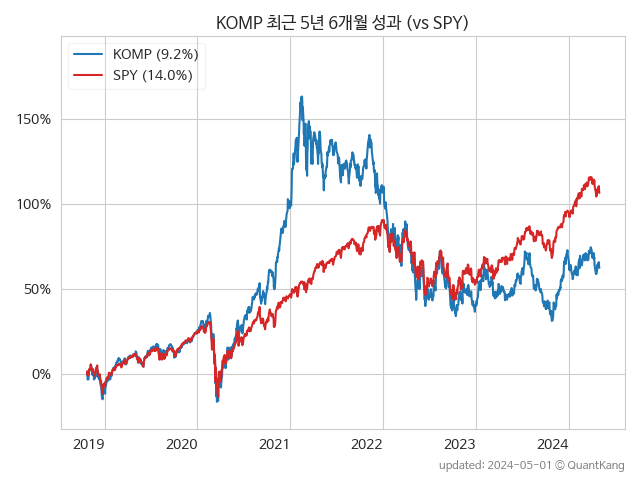 KOMP 최근 5년 6개월 성과 (vs SPY)
KOMP (9.2%)
SPY (14.0%)
150%
100%
50%
0%
2019 2020 2021 2022 2023 2024
updated: 2024-05-01 © QuantKang